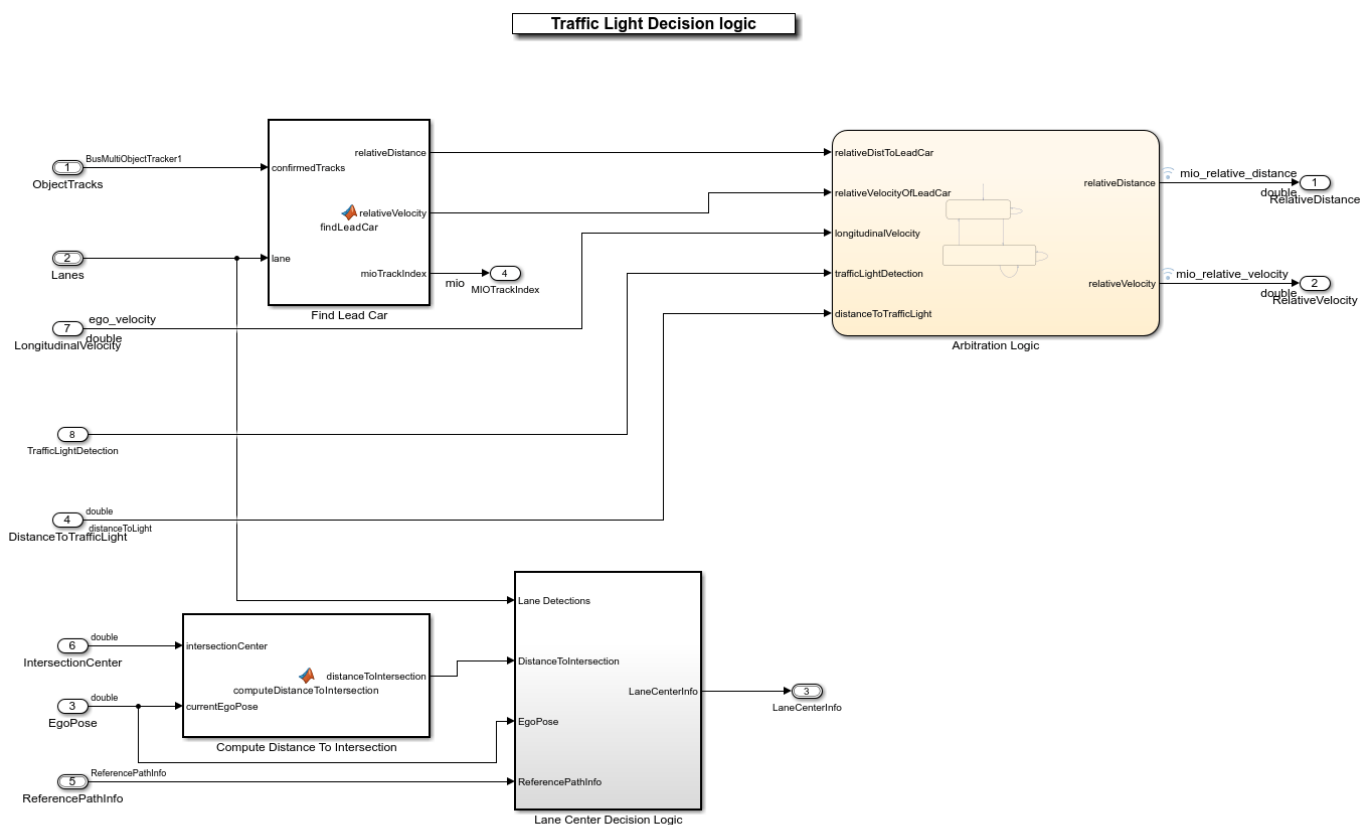 Traffic Light Decision logic
1
BusMultiObjectTracker1
ObjectTracks
confirmedTracks
relativeDistance
relativeVelocity
findLeadCar
2
Lanes
lane
mioTrackIndex
mio
4
MIOTrackIndex
Find Lead Car
7
ego_velocity
double
LongitudinalVelocity
relativeDistToLeadCar
relativeVelocityOfLeadCar
longitudinalVelocity
trafficLightDetection
distanceToTrafficLight
relativeDistance
relativeVelocity
Arbitration Logic
mio_relative_distance
double
1
RelativeDistance
mio_relative_velocity
double
2
RelativeVelocity
8
TrafficLightDetection
4
double
distanceToLight
DistanceToTrafficLight
6
double
IntersectionCenter
3
double
EgoPose
5
ReferencePathInfo
ReferencePathInfo
intersectionCenter
distanceToIntersection
computeDistanceToIntersection
currentEgoPose
Compute Distance To Intersection
Lane Detections
DistanceToIntersection
LaneCenterInfo
EgoPose
ReferencePathInfo
Lane Center Decision Logic
3
LaneCenterInfo